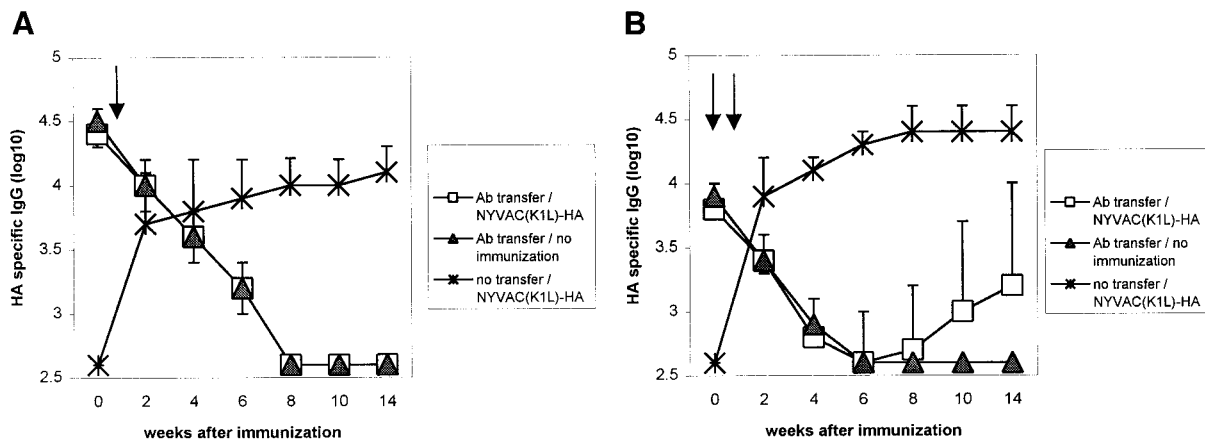 A
5
4.5
4
3.5
3
2.5
HA specific IgG (log10)
0 2 4 6 8 10 14
weeks after immunization
Ab transfer /
NYVAC(K1L)-HA
Ab transfer / no
immunization
no transfer /
NYVAC(K1L)-HA
B
5
4.5
4
3.5
3
2.5
HA specific IgG (log10)
0 2 4 6 8 10 14
weeks after immunization
Ab transfer /
NYVAC(K1L)-HA
Ab transfer / no
immunization
no transfer /
NYVAC(K1L)-HA